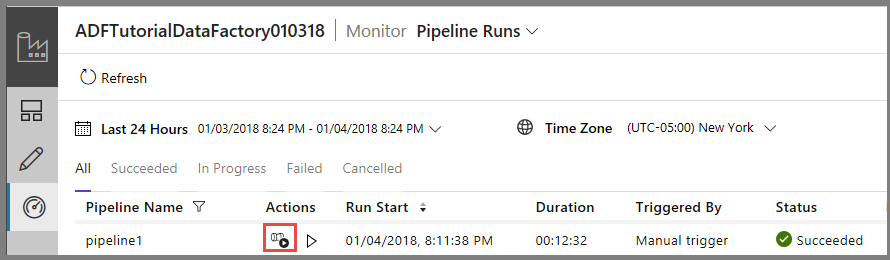 ADFTutorialDataFactory010318 Monitor Pipeline Runs
Refresh
Last 24 Hours 01/03/2018 8:24 PM - 01/04/2018 8:24 PM Time Zone (UTC-05:00) New York
All Succeeded In Progress Failed Cancelled
Pipeline Name Actions Run Start Duration Triggered By Status
pipeline1 01/04/2018, 8:11:38 PM 00:12:32 Manual trigger Succeeded